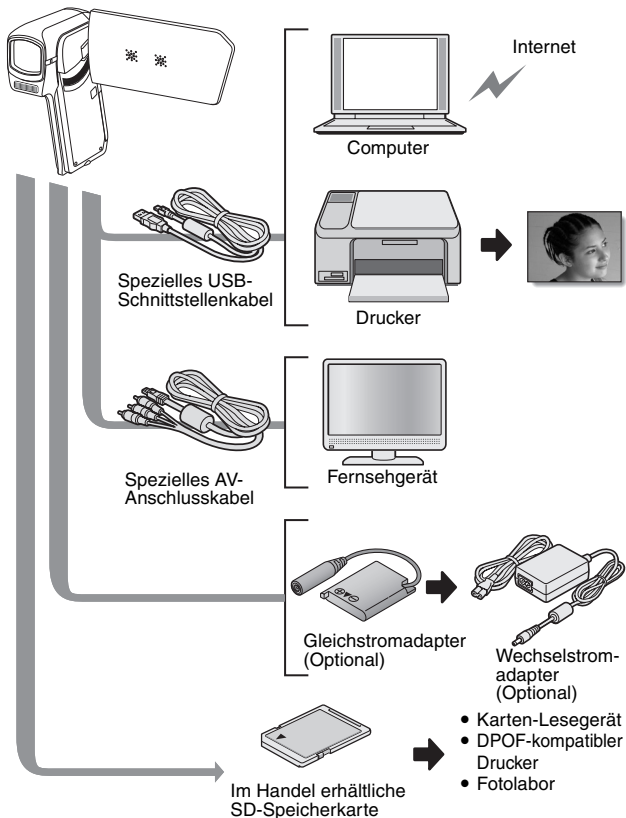 Internet
Computer
Spezielles USB-
Schnittstellenkabel
Drucker
Spezielles AV-
Anschlusskabel
Fernsehgerät
Gleichstromadapter
(Optional)
Wechselstrom-
adapter
(Optional)
Im Handel erhältliche
SD-Speicherkarte
• Karten-Lesegerät
• DPOF-kompatibler
Drucker
• Fotolabor